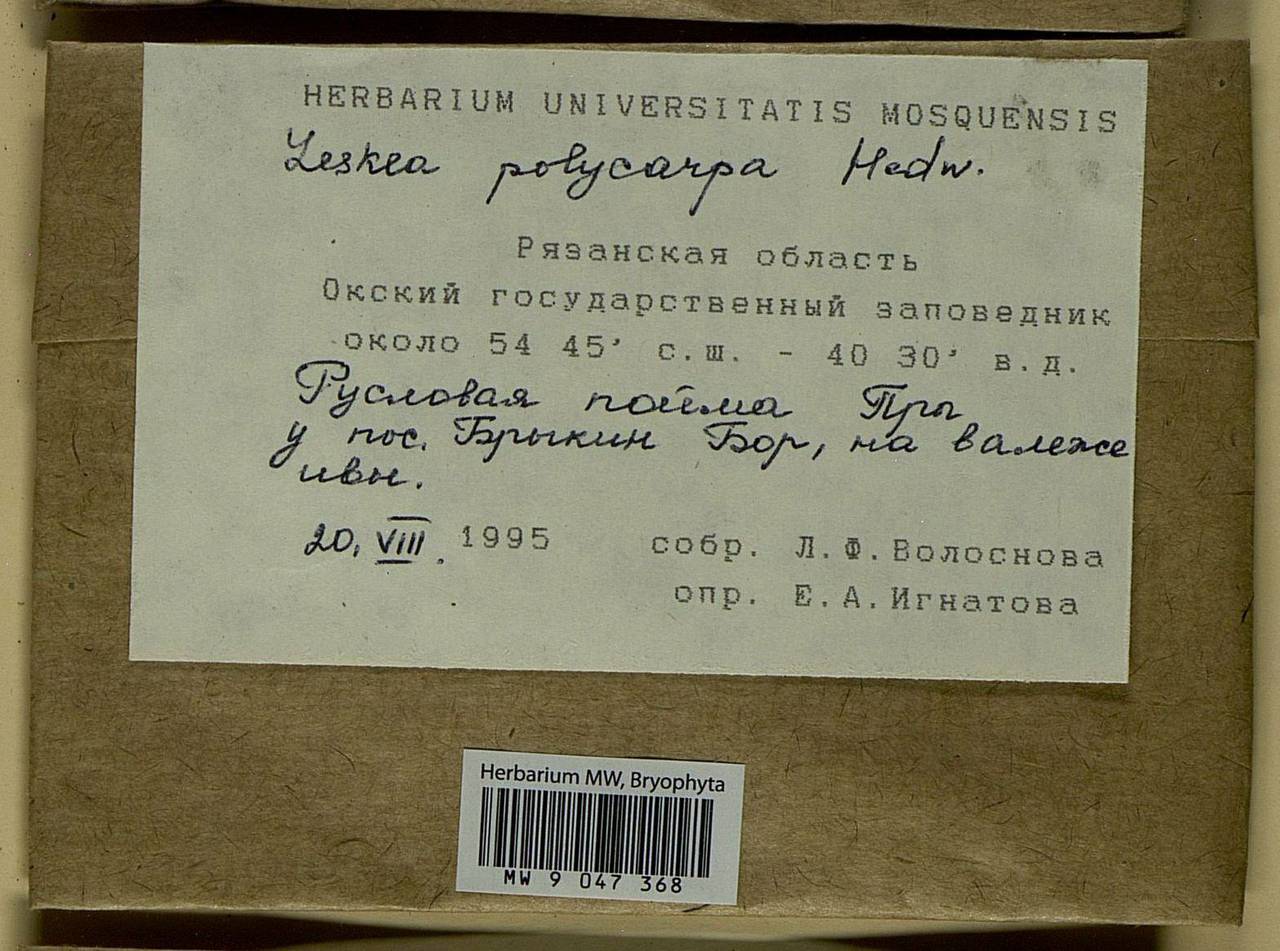 HERBARIUM UNIVERSITATIS MOSQUENSIS
Leskea polycarpa Hedw.
Рязанская область
Окский государственный заповедник
около 54 45' с.ш. - 40 30' в.д.
Русловая пойма Пры
у пос. Брыкин Бор, на валеже
ивы.
20. VIII. 1995 собр. Л.Ф.Волоснова
опр. Е.А.Игнатова
Herbarium MW, Bryophyta
MW 9 047 368